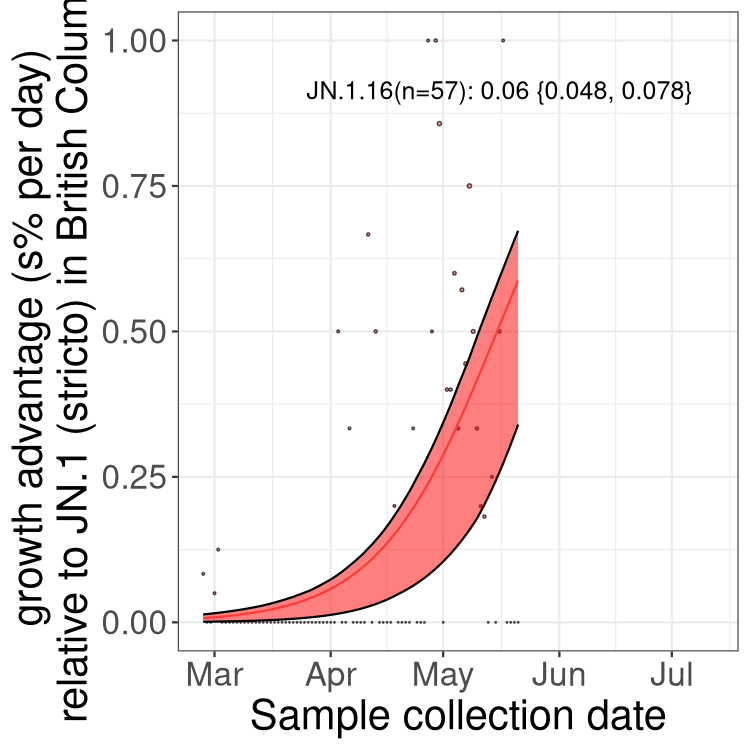 growth advantage (s% per day)
relative to JN.1 (stricto) in British Colum
1.00
0.75
0.50
0.25
0.00
JN.1.16(n=57): 0.06 {0.048, 0.078}
Mar Apr May Jun Jul
Sample collection date